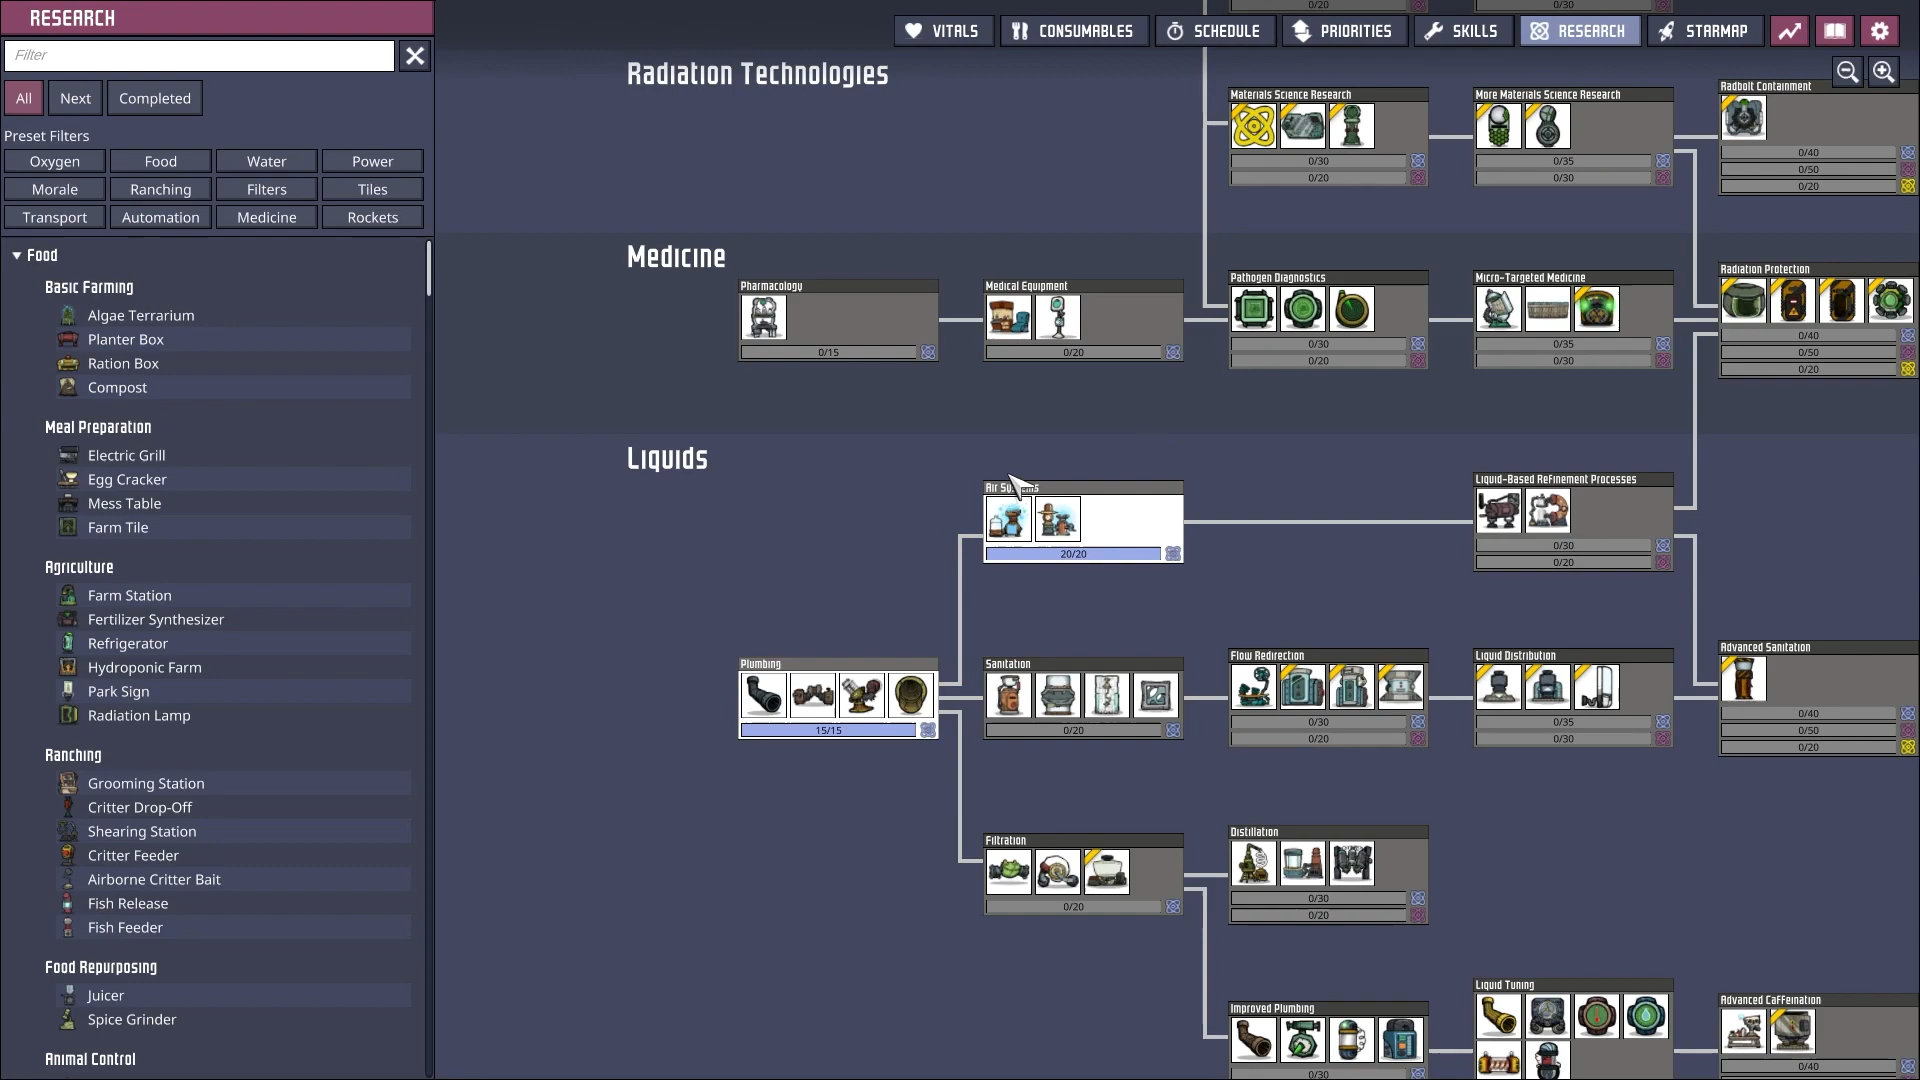 RESEARCH
Filter
All Next Completed
Preset Filters
Oxygen Food Water Power
Morale Ranching Filters Tiles
Transport Automation Medicine Rockets
Food
Basic Farming
Algae Terrarium
Planter Box
Ration Box
Compost
Meal Preparation
Electric Grill
Egg Cracker
Mess Table
Farm Tile
Agriculture
Farm Station
Fertilizer Synthesizer
Refrigerator
Hydroponic Farm
Park Sign
Radiation Lamp
Ranching
Grooming Station
Critter Drop-Off
Shearing Station
Critter Feeder
Airborne Critter Bait
Fish Release
Fish Feeder
Food Repurposing
Juicer
Spice Grinder
Animal Control
0/20 0/30
VITALS CONSUMABLES SCHEDULE PRIORITIES SKILLS RESEARCH STARMAP
Radiation Technologies
Materials Science Research
0/30
0/20
More Materials Science Research
0/35
0/30
Radbolt Containment
0/40
0/50
0/20
Medicine
Pharmacology
0/15
Medical Equipment
0/20
Pathogen Diagnostics
0/30
0/20
Micro-Targeted Medicine
0/35
0/30
Radiation Protection
0/40
0/50
0/20
Liquids
Air
20/20
Liquid-Based Refinement Processes
0/30
0/20
Plumbing
15/15
Sanitation
0/20
Flow Redirection
0/30
0/20
Liquid Distribution
0/35
0/30
Advanced Sanitation
0/40
0/50
0/20
Filtration
0/20
Distillation
0/30
0/20
Improved Plumbing
0/30
Liquid Tuning
Advanced Caffeination
0/40